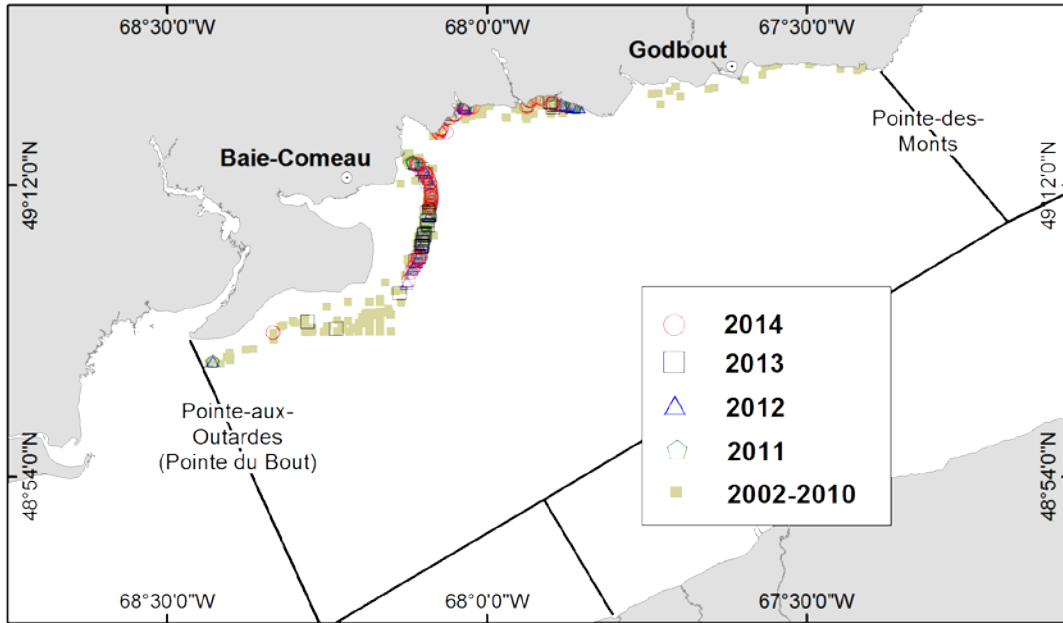 68°30'0"W
68°0'0"W
67°30'0"W
Godbout
Pointe-des-
Monts
Baie-Comeau
49°12'0"N
49°12'0"N
2014
2013
2012
2011
2002-2010
Pointe-aux-
Outardes
(Pointe du Bout)
48°54'0"N
48°54'0"N
68°30'0"W
68°0'0"W
67°30'0"W